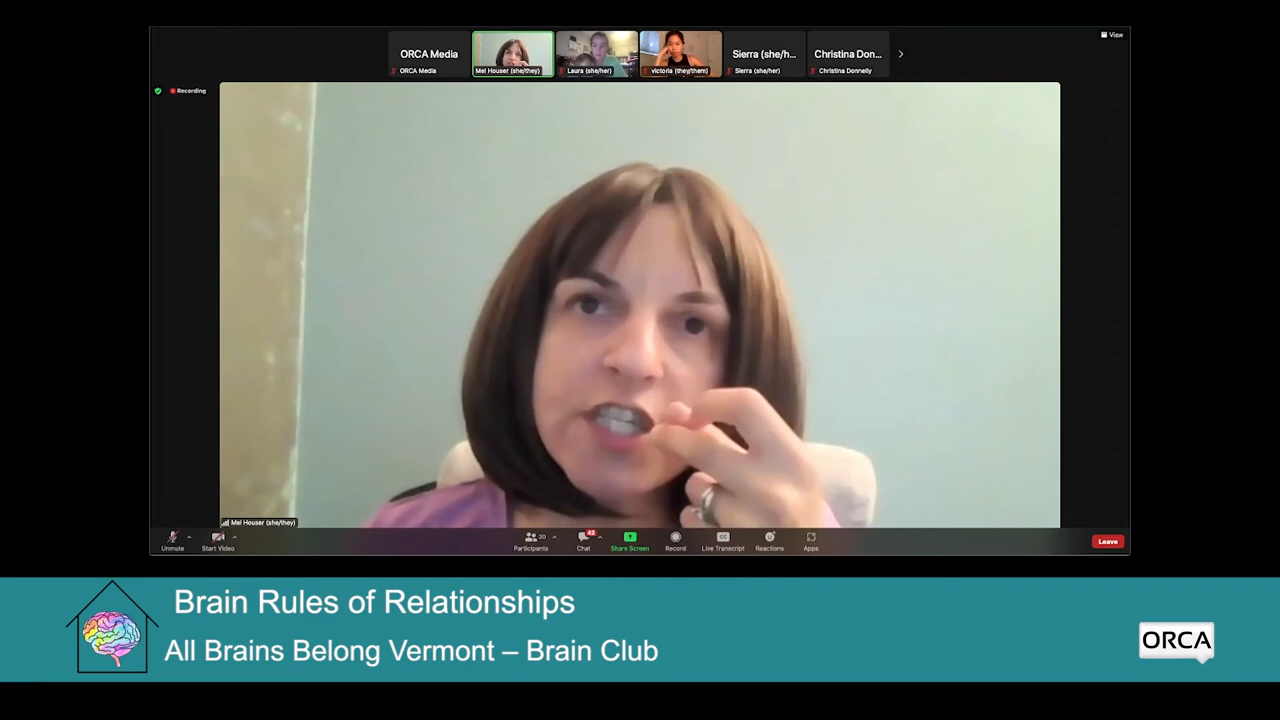 View
ORCA Media
Sierra (she/h...
Christina Don...
ORCA Media
Mel Houser (she/they)
Laura (she/her)
victoria (they/them)
Sierra (she/her)
Christina Donnelly
Recording
Mel Houser (she/they)
20
42
CC
Unmute
Start Video
Participants
Chat
Share Screen
Record
Live Transcript
Reactions
Apps
Leave
Brain Rules of Relationships
All Brains Belong Vermont – Brain Club
ORCA